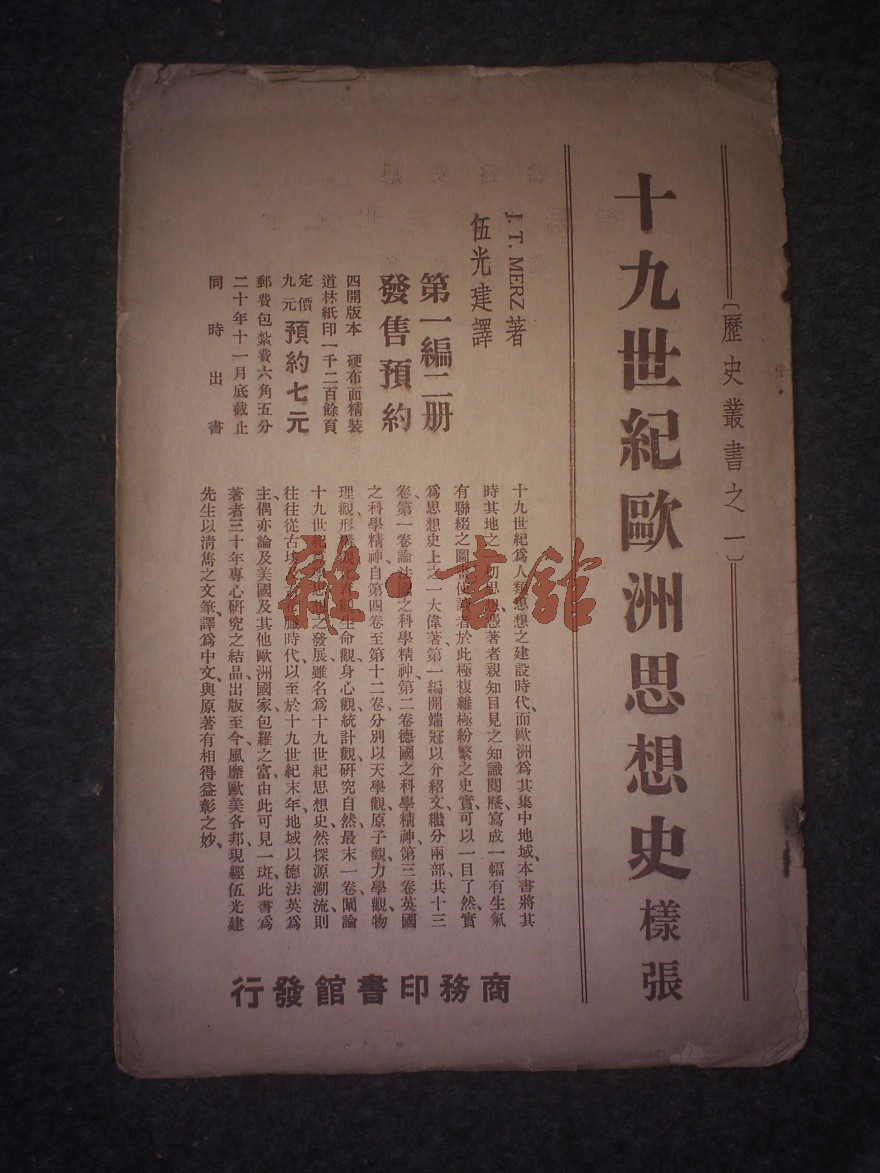 〔歷史叢書之一〕
十九世紀歐洲思想史樣張
J. T. MERZ 著
伍光建譯
第一編二册
發售預約
四開版本 硬布面精裝
道林紙印一千二百餘頁
定價九元 預約七元
郵費包紮費六角五分
二十年十一月底截止
同時出書
十九世紀爲人類思想之建設時代、而歐洲爲其集中地域、本書將其
時其地之一切思想、憑著者親知目見之知識閱歷、寫成一幅有生氣
有聯綴之圖畫、使讀者於此極複雜極紛繁之史實、可以一目了然、實
爲思想史上之一大偉著、第一編開端冠以介紹文、繼分兩部、共十三
卷、第一卷論法國之科學精神、第二卷德國之科學精神、第三卷英國
之科學精神、自第四卷至第十二卷、分別以天學觀、原子觀、力學觀、物
理觀、形構觀、生命觀、身心觀、統計觀、研究自然、最末一卷、闡論
十九世紀之發展、雖名爲十九世紀思想史、然探源溯流、則
往往從古時代、以至於十九世紀末年、地域以德法英爲
主、偶亦論及美國及其他歐洲國家、包羅之富、由此可見一斑、此書爲
著者三十年專心研究之結晶、出版至今、風靡歐美各邦、現經伍光建
先生以清雋之文筆、譯爲中文、與原著有相得益彰之妙、
商務印書館發行
雜·書館